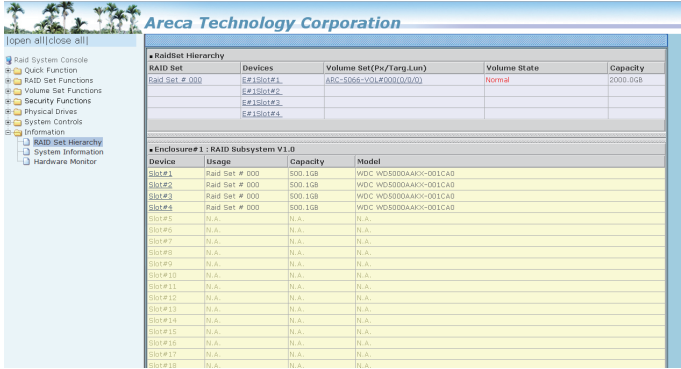 Areca Technology Corporation
|open all|close all|
Raid System Console
Quick Function
RAID Set Functions
Volume Set Functions
Security Functions
Physical Drives
System Controls
Information
RAID Set Hierarchy
System Information
Hardware Monitor
RaidSet Hierarchy
RAID Set Devices Volume Set(Px/Targ.Lun) Volume State Capacity
Raid Set # 000 E#1Slot#1 ARC-5066-VOL#000(0/0/0) Normal 2000.0GB
E#1Slot#2
E#1Slot#3
E#1Slot#4
Enclosure#1 : RAID Subsystem V1.0
Device Usage Capacity Model
Slot#1 Raid Set # 000 500.1GB WDC WD5000AAKX-001CA0
Slot#2 Raid Set # 000 500.1GB WDC WD5000AAKX-001CA0
Slot#3 Raid Set # 000 500.1GB WDC WD5000AAKX-001CA0
Slot#4 Raid Set # 000 500.1GB WDC WD5000AAKX-001CA0
Slot#5 N.A. N.A. N.A.
Slot#6 N.A. N.A. N.A.
Slot#7 N.A. N.A. N.A.
Slot#8 N.A. N.A. N.A.
Slot#9 N.A. N.A. N.A.
Slot#10 N.A. N.A. N.A.
Slot#11 N.A. N.A. N.A.
Slot#12 N.A. N.A. N.A.
Slot#13 N.A. N.A. N.A.
Slot#14 N.A. N.A. N.A.
Slot#15 N.A. N.A. N.A.
Slot#16 N.A. N.A. N.A.
Slot#17 N.A. N.A. N.A.
Slot#18 N.A. N.A. N.A.